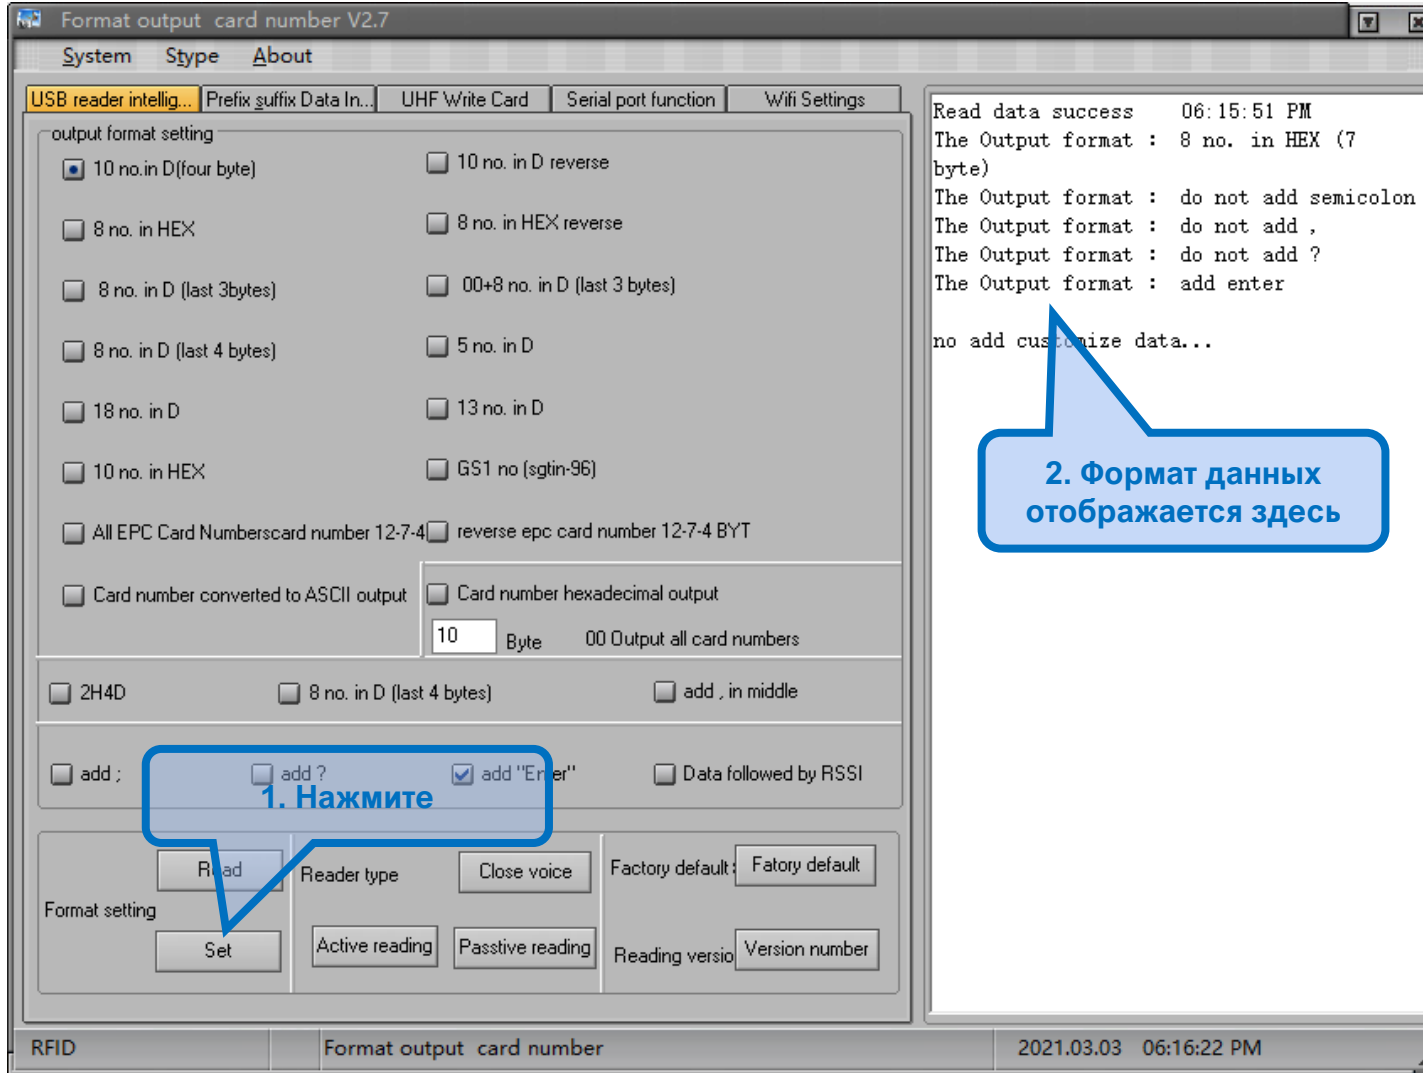 Format output card number V2.7
System Stype About
USB reader intellig... Prefix suffix Data In... UHF Write Card Serial port function Wifi Settings
output format setting
10 no.in D(four byte) 10 no. in D reverse
8 no. in HEX 8 no. in HEX reverse
8 no. in D (last 3bytes) 00+8 no. in D (last 3 bytes)
8 no. in D (last 4 bytes) 5 no. in D
18 no. in D 13 no. in D
10 no. in HEX GS1 no (sgtin-96)
All EPC Card Numberscard number 12-7-4 reverse epc card number 12-7-4 BYT
Card number converted to ASCII output Card number hexadecimal output
10 Byte 00 Output all card numbers
2H4D 8 no. in D (last 4 bytes) add , in middle
add ; add ? add "Enter" Data followed by RSSI
1. Нажмите
Read Reader type Close voice Factory default: Fatory default
Format setting
Set Active reading Passtive reading Reading versio Version number
Read data success 06:15:51 PM
The Output format : 8 no. in HEX (7
byte)
The Output format : do not add semicolon
The Output format : do not add ,
The Output format : do not add ?
The Output format : add enter
no add customize data...
2. Формат данных
отображается здесь
RFID Format output card number 2021.03.03 06:16:22 PM